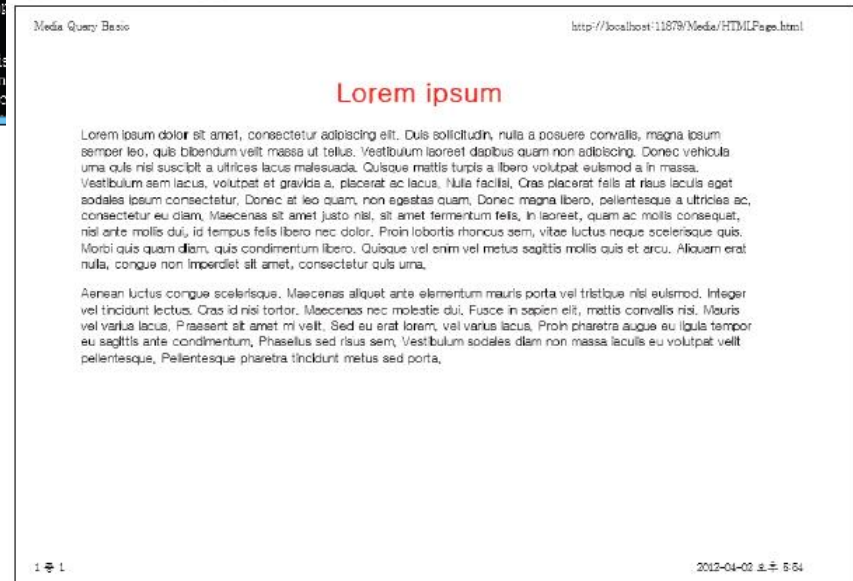 Media Query Basic
http://localhost:11879/Media/HTMLPage.html
Lorem ipsum
Lorem ipsum dolor sit amet, consectetur adipiscing elit. Duis sollicitudin, nulla a posuere convallis, magna ipsum
semper leo, quis bibendum velit massa ut tellus. Vestibulum laoreet dapibus quam non adipiscing. Donec vehicula
urna quis nisl suscipit a ultrices lacus malesuada. Quisque mattis turpis a libero volutpat euismod a in massa.
Vestibulum sem lacus, volutpat et gravida a, placerat ac lacus. Nulla facilisi. Cras placerat felis at risus iaculis eget
sodales ipsum consectetur. Donec at leo quam, non egestas quam. Donec magna libero, pellentesque a ultricies ac,
consectetur eu diam. Maecenas sit amet justo nisl, sit amet fermentum felis. In laoreet, quam ac mollis consequat,
nisl ante mollis dui, id tempus felis libero nec dolor. Proin lobortis rhoncus sem, vitae luctus neque scelerisque quis.
Morbi quis quam diam, quis condimentum libero. Quisque vel enim vel metus sagittis mollis quis et arcu. Aliquam erat
nulla, congue non imperdiet sit amet, consectetur quis urna.
Aenean luctus congue scelerisque. Maecenas aliquet ante elementum mauris porta vel tristique nisl euismod. Integer
vel tincidunt lectus. Cras id nisi tortor. Maecenas nec molestie dui. Fusce in sapien elit, mattis convallis nisi. Mauris
vel varius lacus. Praesent sit amet mi velit. Sed eu erat lorem, vel varius lacus. Proin pharetra augue eu ligula tempor
eu sagittis ante condimentum. Phasellus sed risus sem. Vestibulum sodales diam non massa iaculis eu volutpat velit
pellentesque. Pellentesque pharetra tincidunt metus sed porta.
1 중 1
2012-04-02 오후 5:54